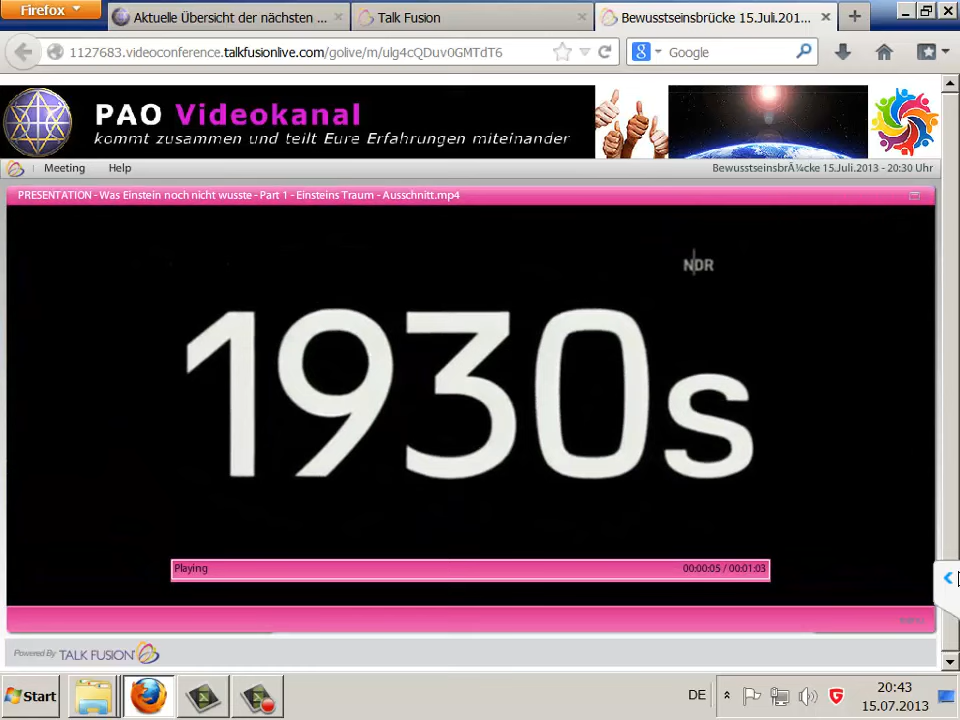 Firefox
Aktuelle Übersicht der nächsten ...
Talk Fusion
Bewusstseinsbrücke 15.Juli.201...
1127683.videoconference.talkfusionlive.com/golive/m/ulg4cQDuv0GMTdT6
Google
PAO Videokanal
kommt zusammen und teilt Eure Erfahrungen miteinander
Meeting
Help
BewusstseinsbrÃ¼cke 15.Juli.2013 - 20:30 Uhr
PRESENTATION - Was Einstein noch nicht wusste - Part 1 - Einsteins Traum - Ausschnitt.mp4
NDR
1930s
Playing
00:00:05 / 00:01:03
Powered By TALK FUSION
Start
DE
20:43
15.07.2013